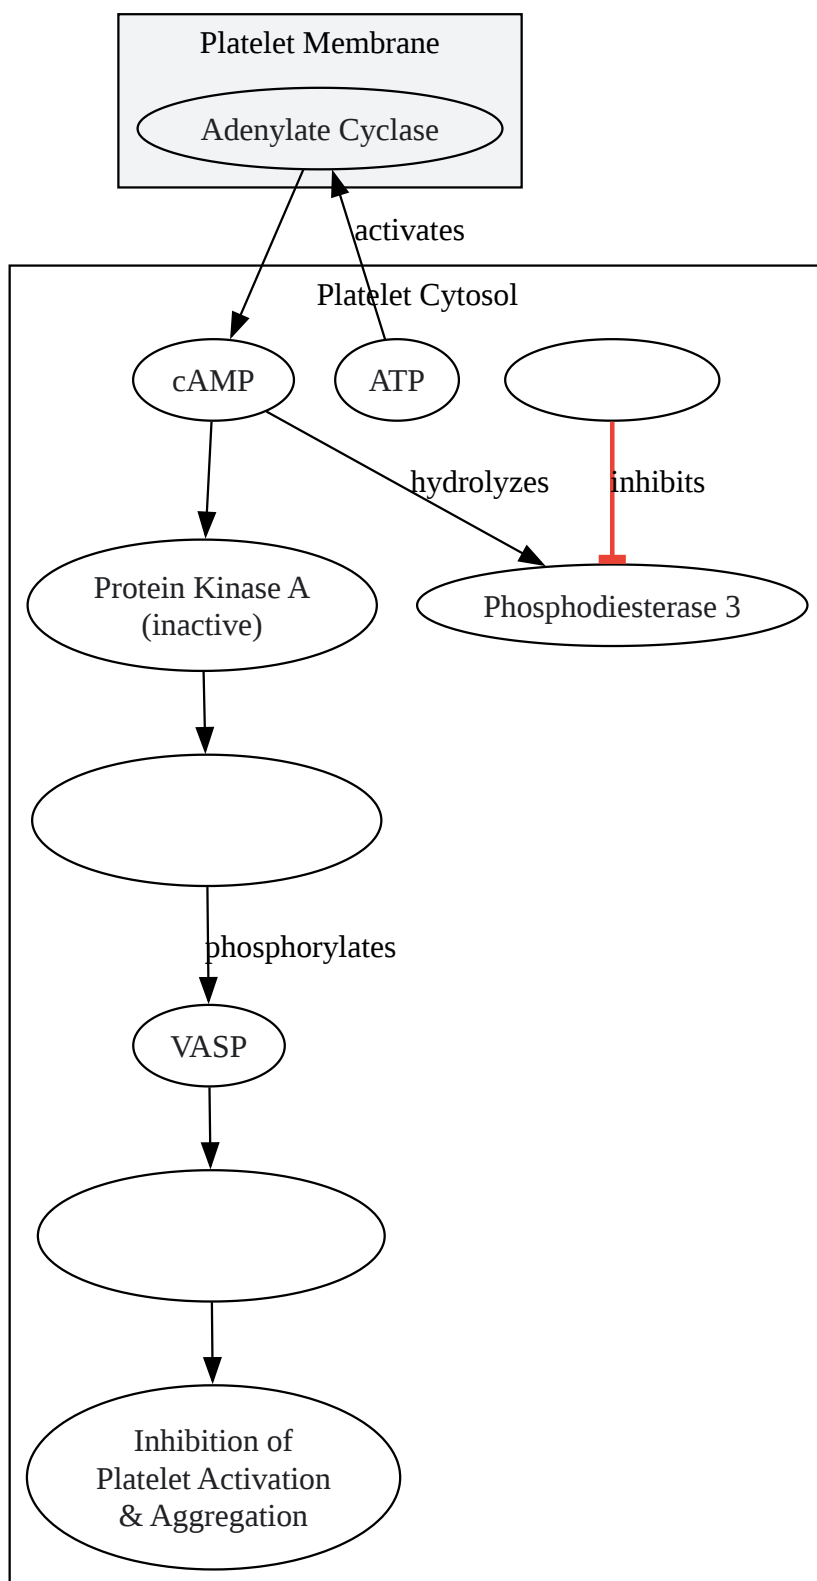 Platelet Membrane
Adenylate Cyclase
activates
Platelet Cytosol
cAMP
ATP
hydrolyzes
inhibits
Protein Kinase A
(inactive)
Phosphodiesterase 3
phosphorylates
VASP
Inhibition of
Platelet Activation
& Aggregation